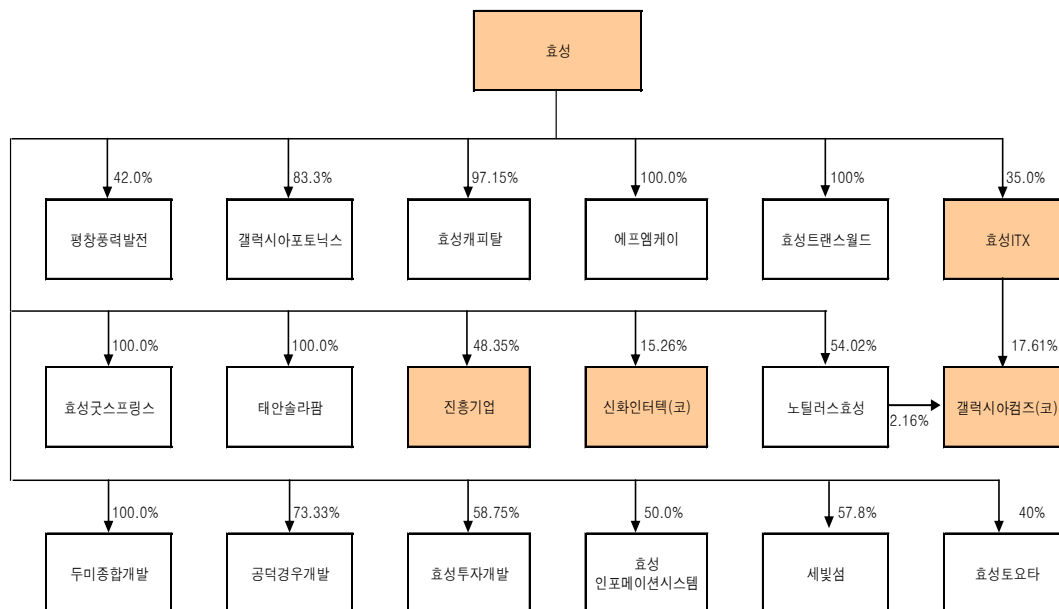 효성
42.0%
83.3%
97.15%
100.0%
100%
35.0%
평창풍력발전
갤럭시아포토닉스
효성캐피탈
에프엠케이
효성트랜스월드
효성ITX
100.0%
100.0%
48.35%
15.26%
54.02%
17.61%
효성굿스프링스
태안솔라팜
진흥기업
신화인터텍(코)
노틸러스효성
2.16%
갤럭시아컴즈(코)
100.0%
73.33%
58.75%
50.0%
57.8%
40%
두미종합개발
공덕경우개발
효성투자개발
효성
인포메이션시스템
세빛섬
효성토요타